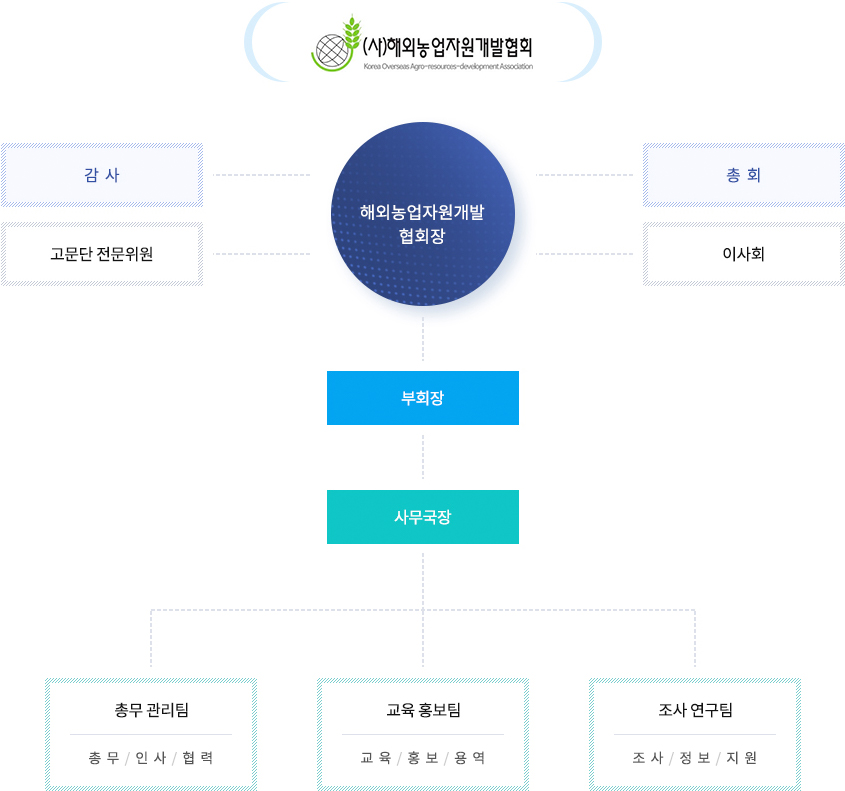 (사)해외농업자원개발협회
Korea Overseas Agro-resources-development Association
감 사
총 회
해외농업자원개발
협회장
고문단 전문위원
이사회
부회장
사무국장
총무 관리팀
교육 홍보팀
조사 연구팀
총 무 / 인 사 / 협 력
교 육 / 홍 보 / 용 역
조 사 / 정 보 / 지 원